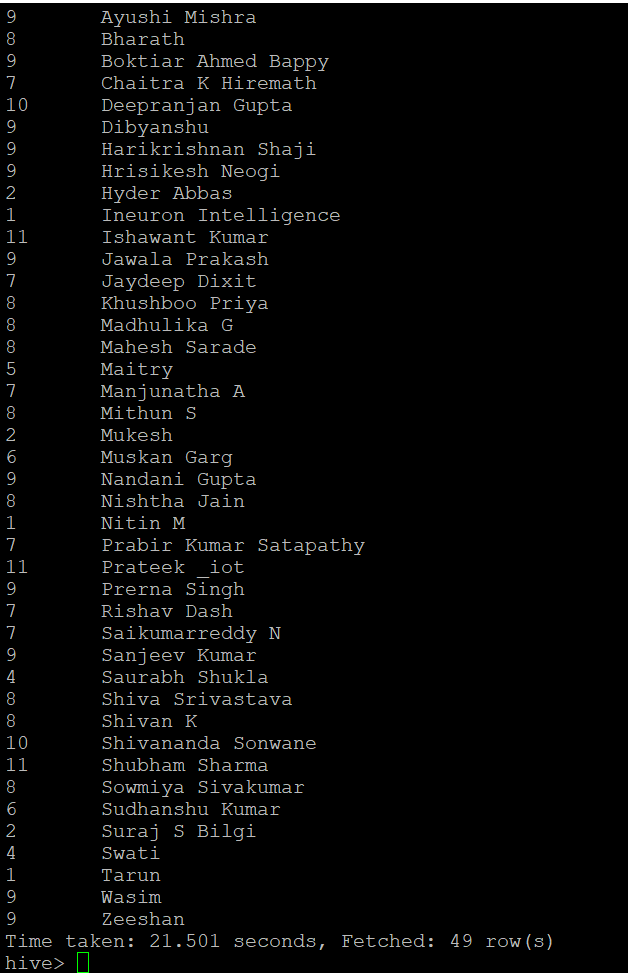 9 Ayushi Mishra
8 Bharath
9 Boktiar Ahmed Bappy
7 Chaitra K Hiremath
10 Deepranjan Gupta
9 Dibyanshu
9 Harikrishnan Shaji
9 Hrisikesh Neogi
2 Hyder Abbas
1 Ineuron Intelligence
11 Ishawant Kumar
9 Jawala Prakash
7 Jaydeep Dixit
8 Khushboo Priya
8 Madhulika G
8 Mahesh Sarade
5 Maitry
7 Manjunatha A
8 Mithun S
2 Mukesh
6 Muskan Garg
9 Nandani Gupta
8 Nishtha Jain
1 Nitin M
7 Prabir Kumar Satapathy
11 Prateek _iot
9 Prerna Singh
7 Rishav Dash
7 Saikumarreddy N
9 Sanjeev Kumar
4 Saurabh Shukla
8 Shiva Srivastava
8 Shivan K
10 Shivananda Sonwane
11 Shubham Sharma
8 Sowmiya Sivakumar
6 Sudhanshu Kumar
2 Suraj S Bilgi
4 Swati
1 Tarun
9 Wasim
9 Zeeshan
Time taken: 21.501 seconds, Fetched: 49 row(s)
hive>